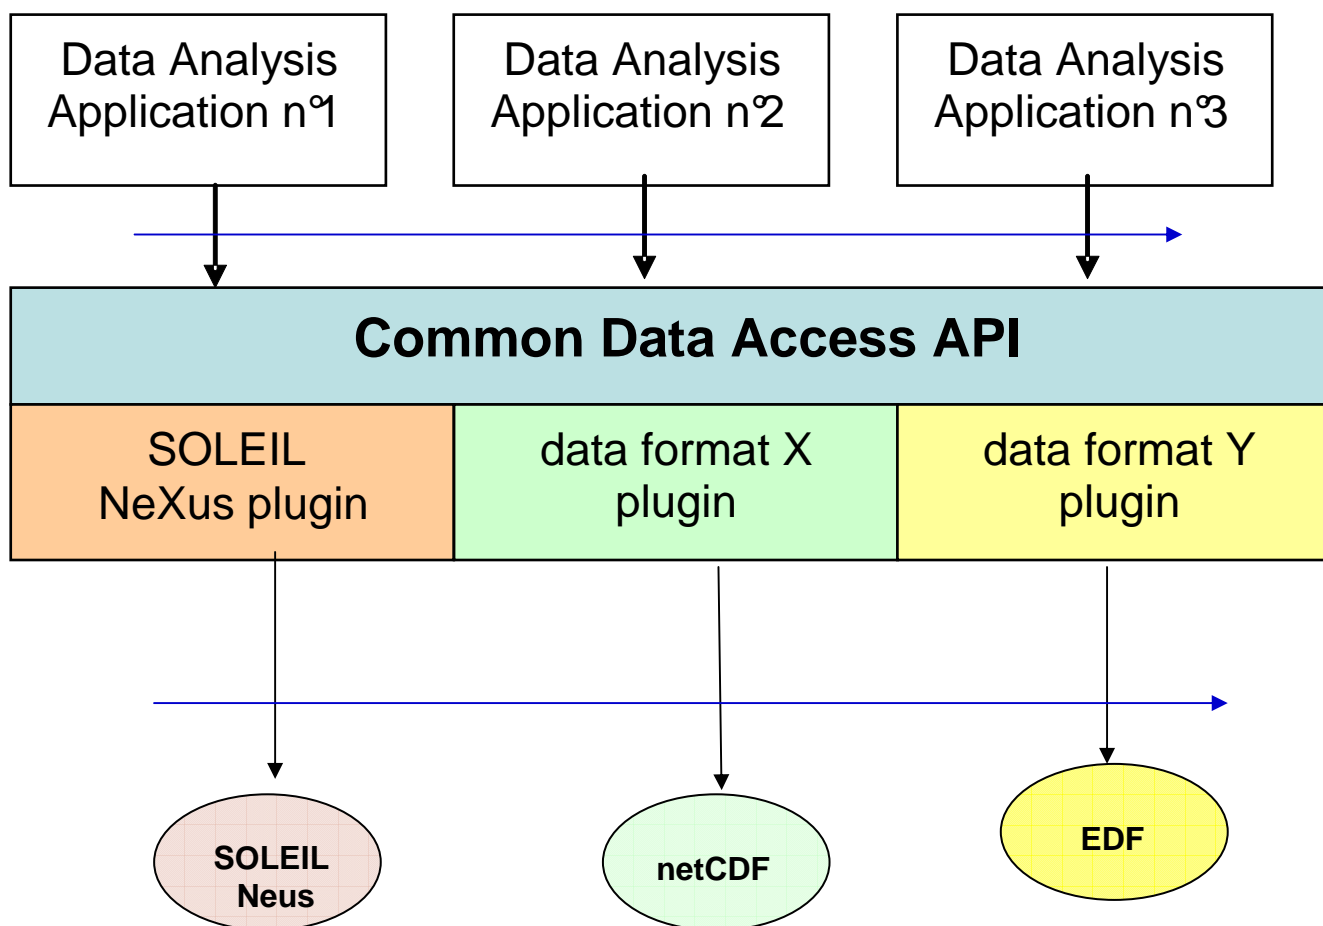 Data Analysis
Application n°1
Data Analysis
Application n°2
Data Analysis
Application n°3
Common Data Access API
SOLEIL
NeXus plugin
data format X
plugin
data format Y
plugin
SOLEIL
Neus
netCDF
EDF